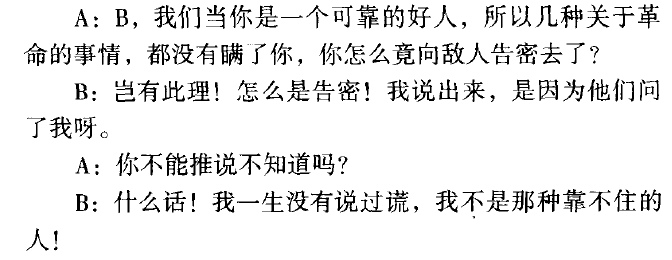 A：B，我们当你是一个可靠的好人，所以几种关于革
命的事情，都没有瞒了你，你怎么竟向敌人告密去了？
B：岂有此理！怎么是告密！我说出来，是因为他们问
了我呀。
A：你不能推说不知道吗？
B：什么话！我一生没有说过谎，我不是那种靠不住的
人！